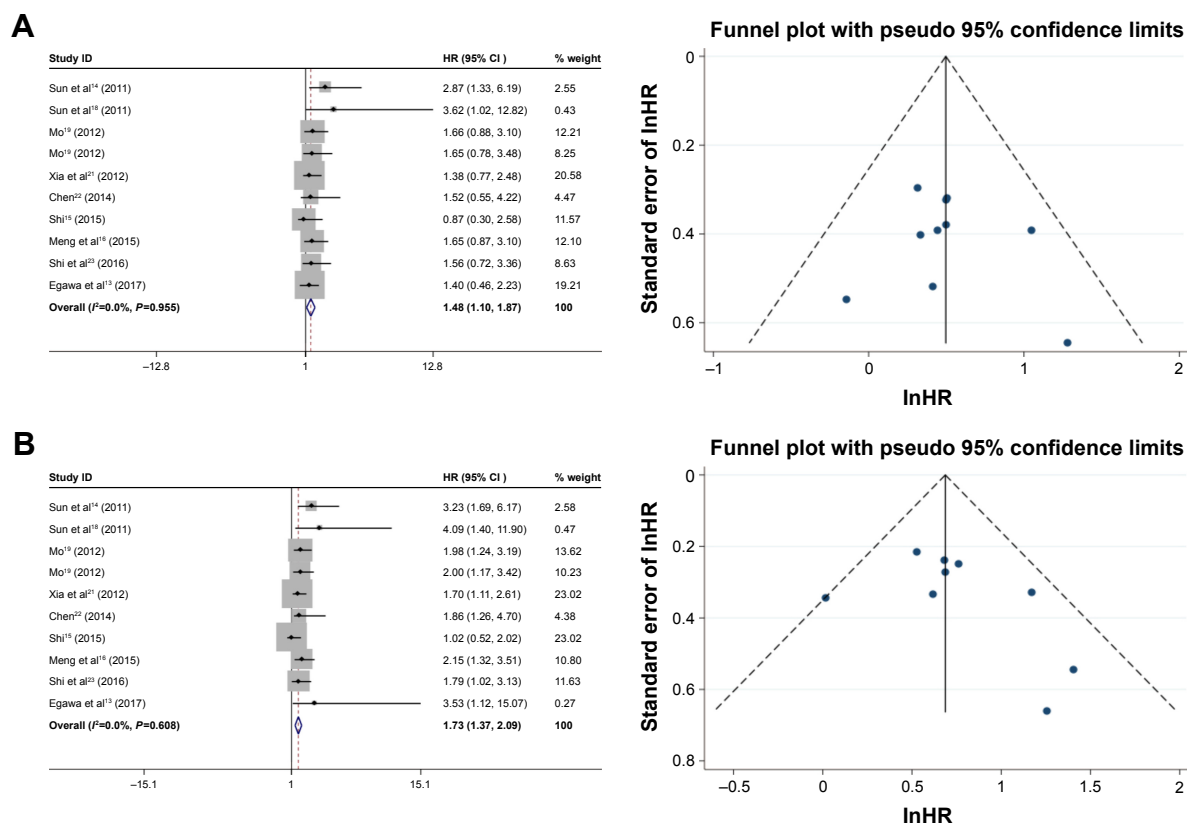 A
Study ID HR (95% CI ) % weight
Sun et al¹⁴ (2011) 2.87 (1.33, 6.19) 2.55
Sun et al¹⁸ (2011) 3.62 (1.02, 12.82) 0.43
Mo¹⁹ (2012) 1.66 (0.88, 3.10) 12.21
Mo¹⁹ (2012) 1.65 (0.78, 3.48) 8.25
Xia et al²¹ (2012) 1.38 (0.77, 2.48) 20.58
Chen²² (2014) 1.52 (0.55, 4.22) 4.47
Shi¹⁵ (2015) 0.87 (0.30, 2.58) 11.57
Meng et al¹⁶ (2015) 1.65 (0.87, 3.10) 12.10
Shi et al²³ (2016) 1.56 (0.72, 3.36) 8.63
Egawa et al¹³ (2017) 1.40 (0.46, 2.23) 19.21
Overall (I²=0.0%, P=0.955) 1.48 (1.10, 1.87) 100
–12.8 1 12.8
Funnel plot with pseudo 95% confidence limits
Standard error of lnHR
0
0.2
0.4
0.6
–1 0 1 2
lnHR
B
Study ID HR (95% CI ) % weight
Sun et al¹⁴ (2011) 3.23 (1.69, 6.17) 2.58
Sun et al¹⁸ (2011) 4.09 (1.40, 11.90) 0.47
Mo¹⁹ (2012) 1.98 (1.24, 3.19) 13.62
Mo¹⁹ (2012) 2.00 (1.17, 3.42) 10.23
Xia et al²¹ (2012) 1.70 (1.11, 2.61) 23.02
Chen²² (2014) 1.86 (1.26, 4.70) 4.38
Shi¹⁵ (2015) 1.02 (0.52, 2.02) 23.02
Meng et al¹⁶ (2015) 2.15 (1.32, 3.51) 10.80
Shi et al²³ (2016) 1.79 (1.02, 3.13) 11.63
Egawa et al¹³ (2017) 3.53 (1.12, 15.07) 0.27
Overall (I²=0.0%, P=0.608) 1.73 (1.37, 2.09) 100
–15.1 1 15.1
Funnel plot with pseudo 95% confidence limits
Standard error of lnHR
0
0.2
0.4
0.6
0.8
–0.5 0 0.5 1 1.5 2
lnHR